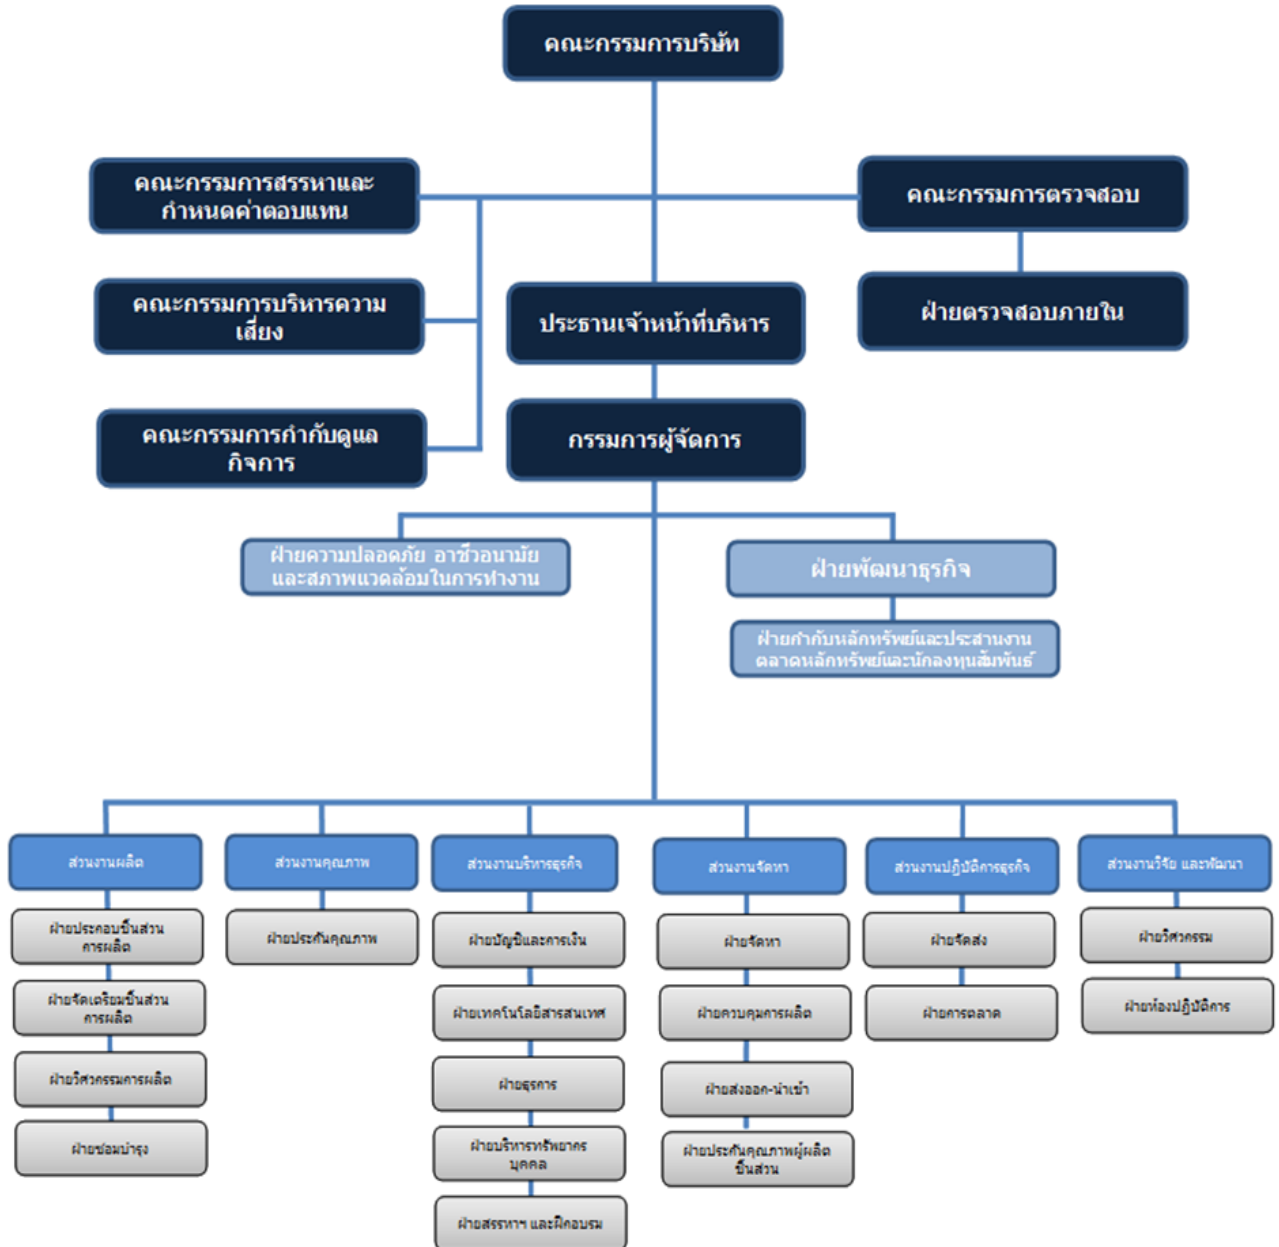 คณะกรรมการบริษัท
คณะกรรมการสรรหาและ
กำหนดค่าตอบแทน
คณะกรรมการตรวจสอบ
คณะกรรมการบริหารความ
เสี่ยง
ประธานเจ้าหน้าที่บริหาร
ฝ่ายตรวจสอบภายใน
คณะกรรมการกำกับดูแล
กิจการ
กรรมการผู้จัดการ
ฝ่ายความปลอดภัย อาชีวอนามัย
และสภาพแวดล้อมในการทำงาน
ฝ่ายพัฒนาธุรกิจ
ฝ่ายกำกับหลักทรัพย์และประสานงาน
ตลาดหลักทรัพย์และนักลงทุนสัมพันธ์
ส่วนงานผลิต
ส่วนงานคุณภาพ
ส่วนงานบริหารธุรกิจ
ส่วนงานจัดหา
ส่วนงานปฏิบัติการธุรกิจ
ส่วนงานวิจัย และพัฒนา
ฝ่ายประกอบชิ้นส่วน
การผลิต
ฝ่ายประกันคุณภาพ
ฝ่ายบัญชีและการเงิน
ฝ่ายจัดหา
ฝ่ายจัดส่ง
ฝ่ายวิศวกรรม
ฝ่ายจัดเตรียมชิ้นส่วน
การผลิต
ฝ่ายเทคโนโลยีสารสนเทศ
ฝ่ายควบคุมการผลิต
ฝ่ายการตลาด
ฝ่ายห้องปฏิบัติการ
ฝ่ายวิศวกรรมการผลิต
ฝ่ายธุรการ
ฝ่ายส่งออก-นำเข้า
ฝ่ายซ่อมบำรุง
ฝ่ายบริหารทรัพยากร
บุคคล
ฝ่ายประกันคุณภาพผู้ผลิต
ชิ้นส่วน
ฝ่ายสรรหาฯ และฝึกอบรม